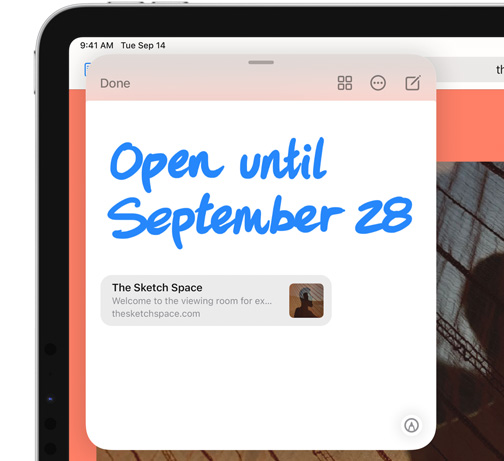 9:41 AM Tue Sep 14
th
Done
Open until
September 28
The Sketch Space
Welcome to the viewing room for ex...
thesketchspace.com